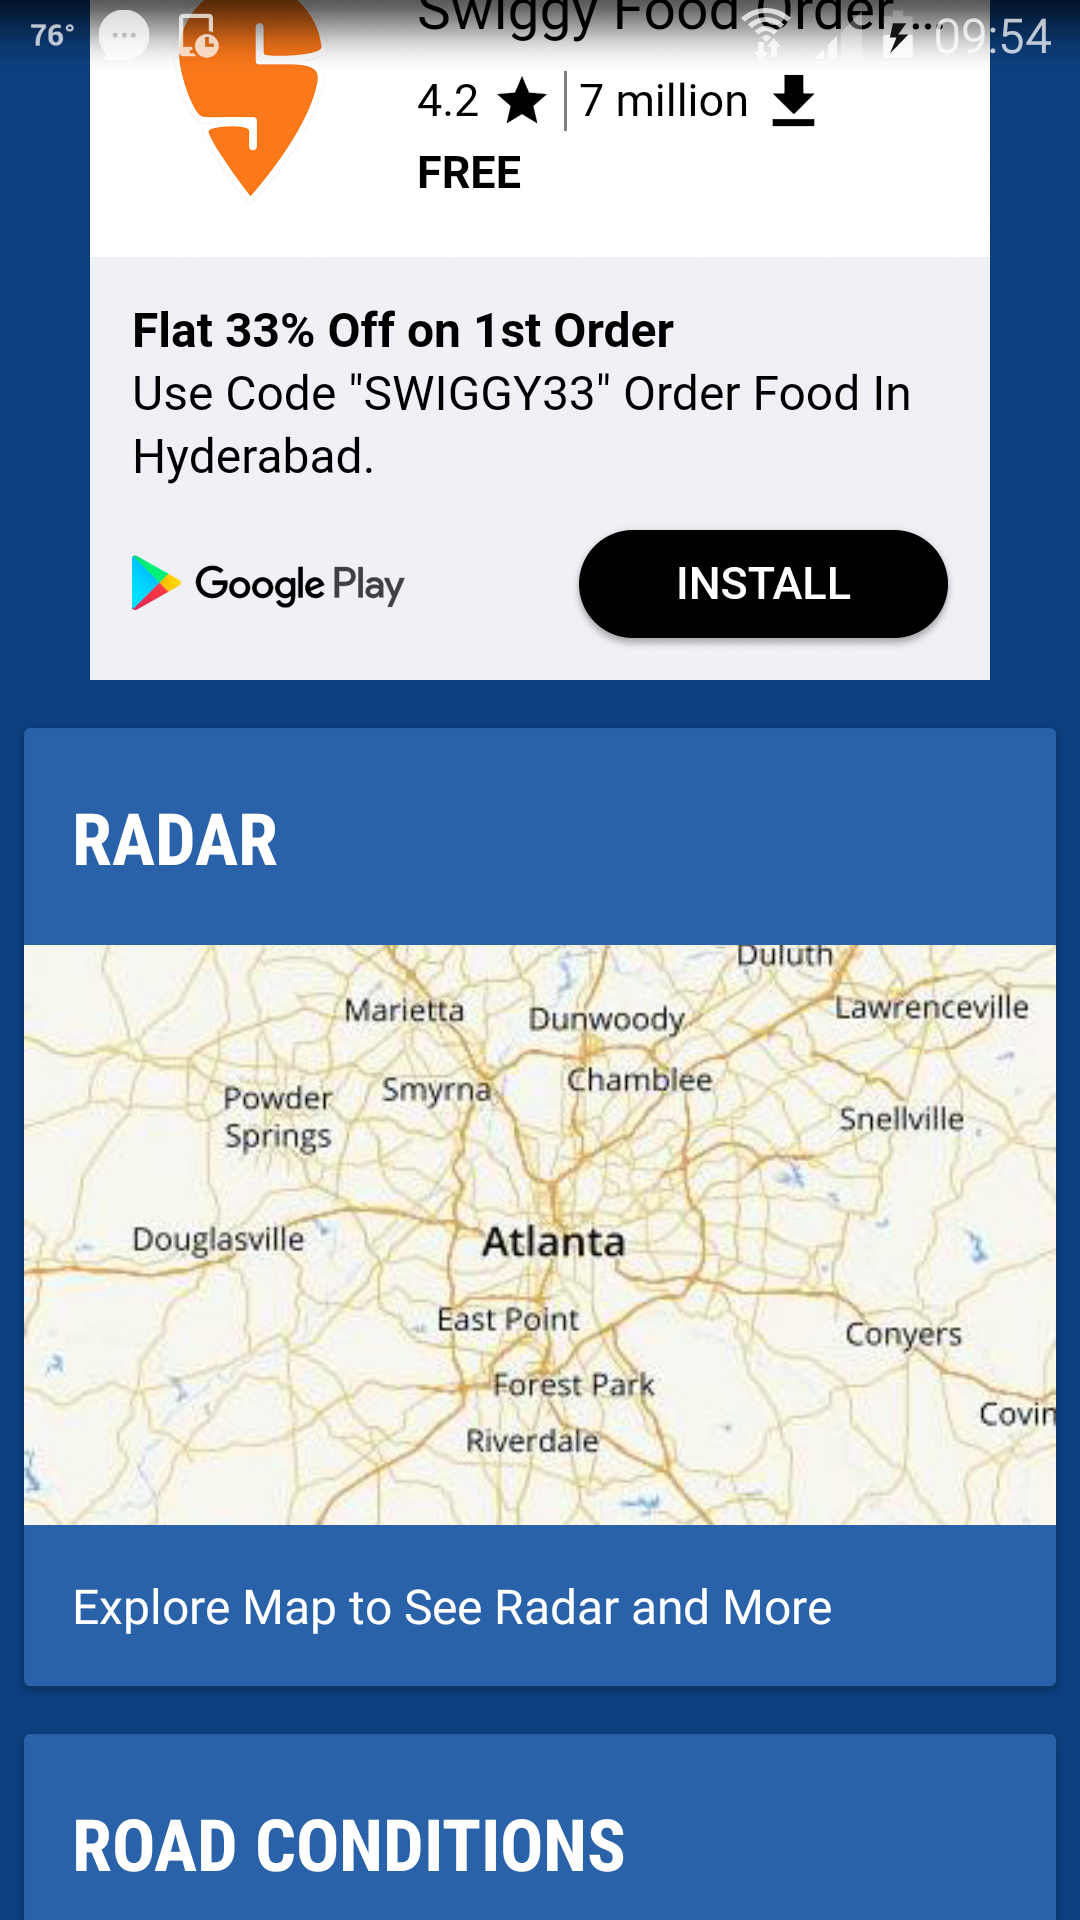 76°
09:54
Swiggy Food Order...
4.2
7 million
FREE
Flat 33% Off on 1st Order
Use Code "SWIGGY33" Order Food In
Hyderabad.
Google Play
INSTALL
RADAR
Duluth
Marietta
Dunwoody
Lawrenceville
Smyrna
Chamblee
Powder
Springs
Snellville
Douglasville
Atlanta
East Point
Conyers
Forest Park
Covin
Riverdale
Explore Map to See Radar and More
ROAD CONDITIONS